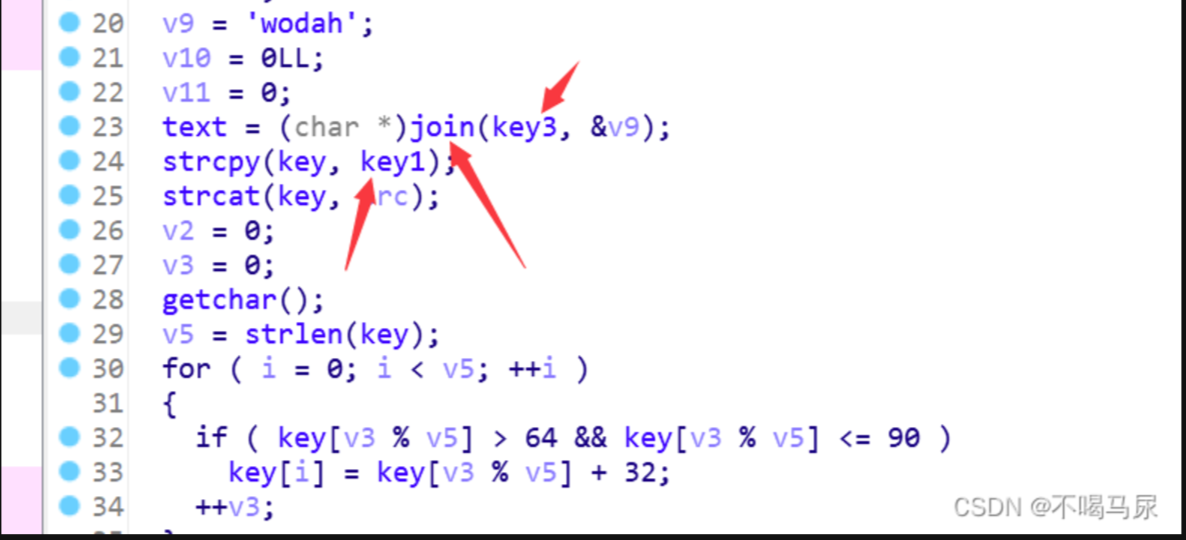 20 v9 = 'wodah';
21 v10 = 0LL;
22 v11 = 0;
23 text = (char *)join(key3, &v9);
24 strcpy(key, key1);
25 strcat(key, rc);
26 v2 = 0;
27 v3 = 0;
28 getchar();
29 v5 = strlen(key);
30 for ( i = 0; i < v5; ++i )
31 {
32 if ( key[v3 % v5] > 64 && key[v3 % v5] <= 90 )
33 key[i] = key[v3 % v5] + 32;
34 ++v3;
CSDN @不喝马尿